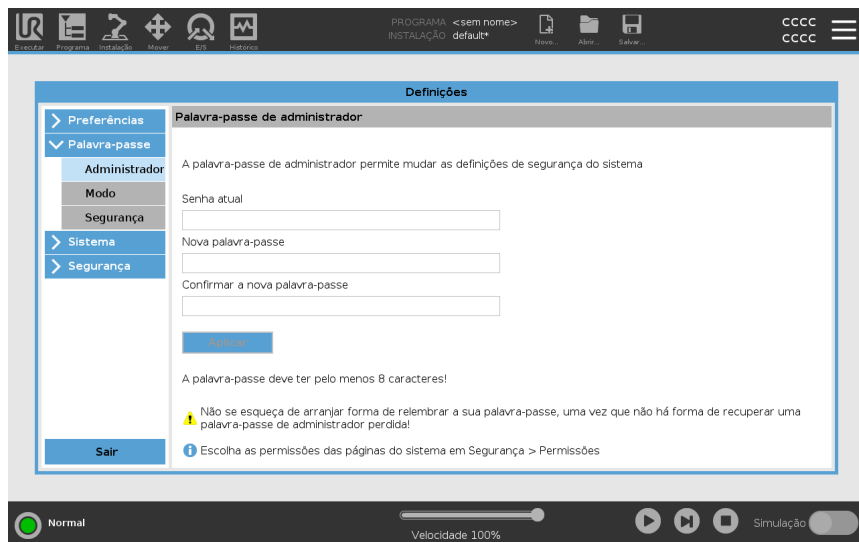 UR
PROGRAMA <sem nome>
INSTALAÇÃO default*
CCCC
CCCC
Executar Programa Instalação Mover E/S Histórico Novo... Abrir... Salvar...
Definições
Preferências
Palavra-passe
Administrador
Modo
Segurança
Sistema
Segurança
Sair
Palavra-passe de administrador
A palavra-passe de administrador permite mudar as definições de segurança do sistema
Senha atual
Nova palavra-passe
Confirmar a nova palavra-passe
Aplicar
A palavra-passe deve ter pelo menos 8 caracteres!
Não se esqueça de arranjar forma de relembrar a sua palavra-passe, uma vez que não há forma de recuperar uma
palavra-passe de administrador perdida!
Escolha as permissões das páginas do sistema em Segurança > Permissões
Normal
Velocidade 100%
Simulação